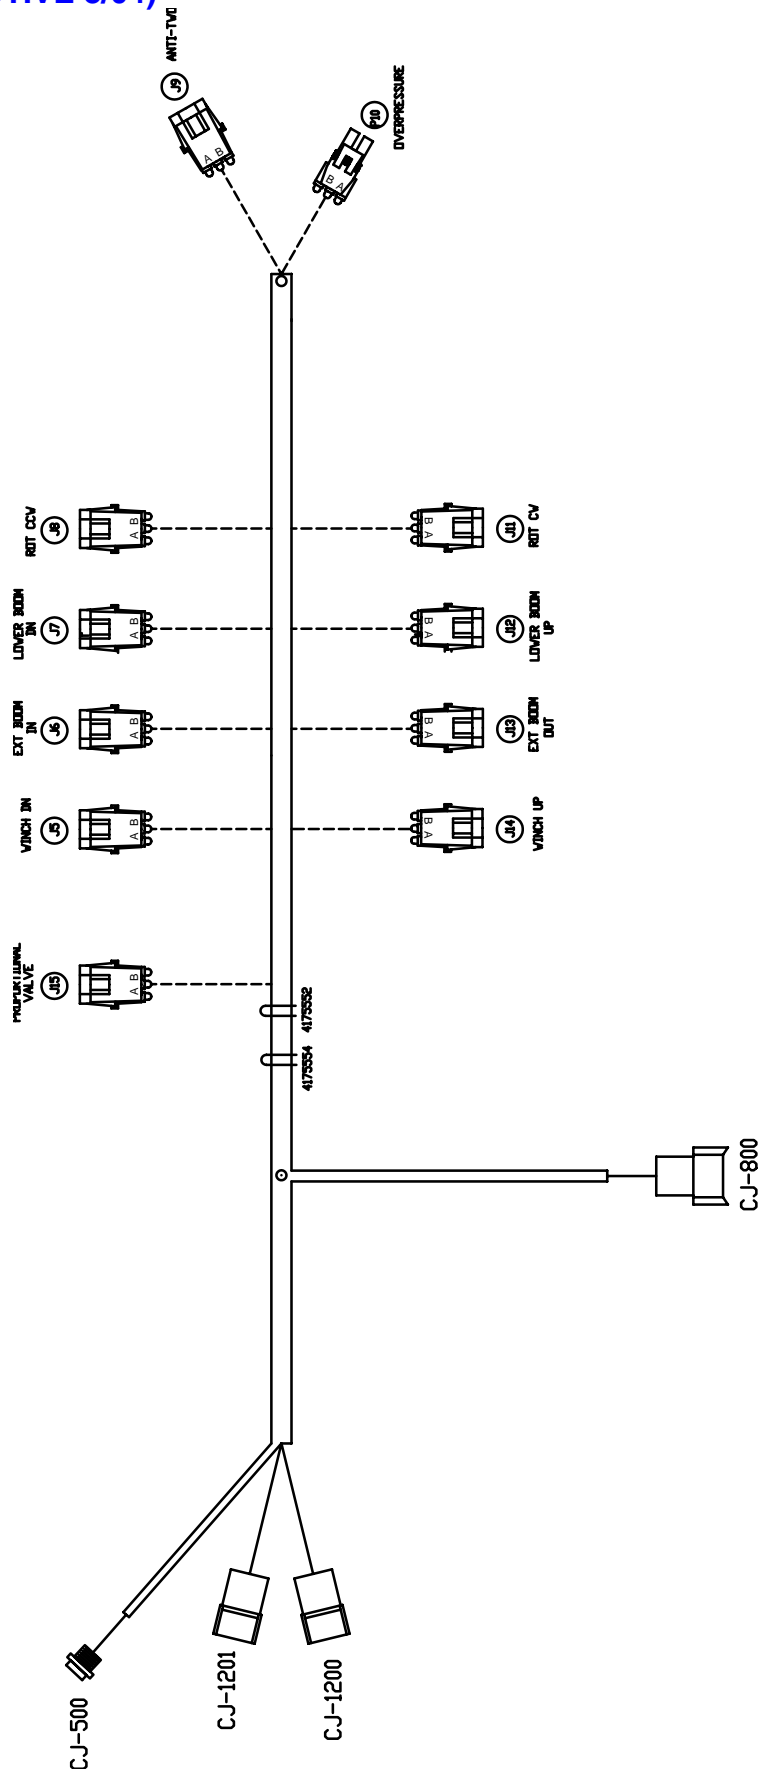 J9
ANTI-TWO
P10
OVERPRESSURE
A B
B A
ROT CCW
J8
A B
B A
J11
ROT CW
LOWER BOOM
DN
J7
A B
B A
J12
LOWER BOOM
UP
EXT BOOM
IN
J6
A B
B A
J13
EXT BOOM
OUT
WINCH DN
J5
A B
B A
J14
WINCH UP
PROPORTIONAL
VALVE
J15
A B
4175552
4175554
CJ-800
CJ-500
CJ-1201
CJ-1200